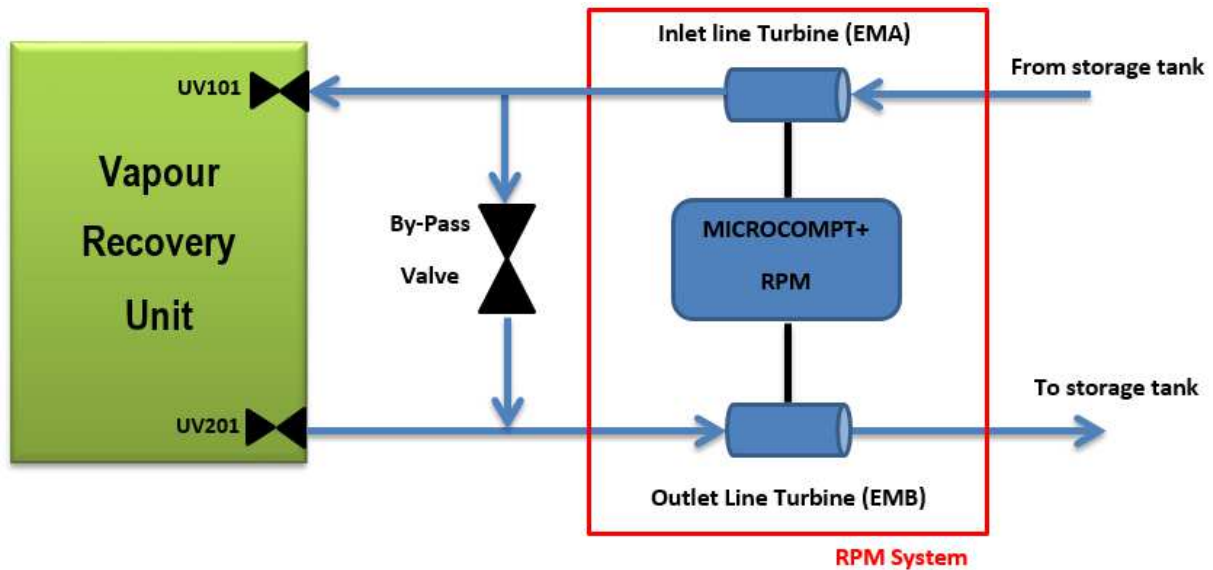 Inlet line Turbine (EMA)
From storage tank
UV101
Vapour
Recovery
Unit
By-Pass
Valve
MICROCOMPT+
RPM
UV201
To storage tank
Outlet Line Turbine (EMB)
RPM System